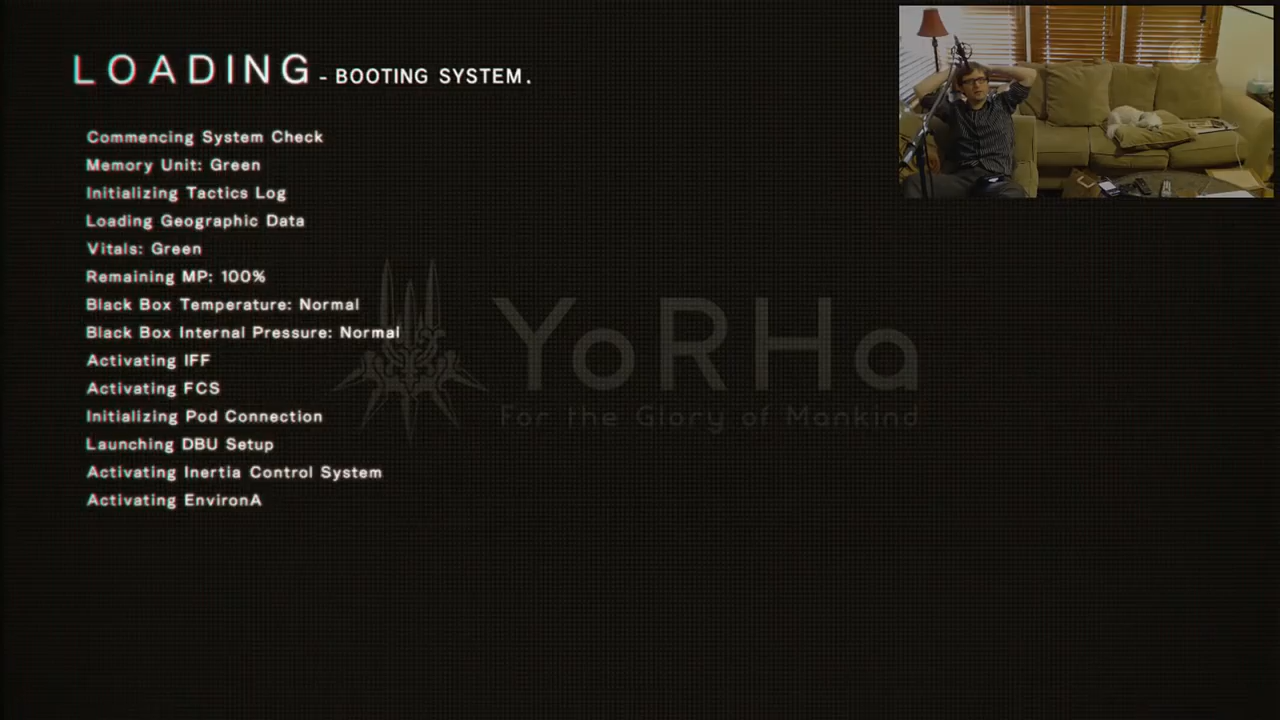 LOADING - BOOTING SYSTEM.
Commencing System Check
Memory Unit: Green
Initializing Tactics Log
Loading Geographic Data
Vitals: Green
Remaining MP: 100%
Black Box Temperature: Normal
Black Box Internal Pressure: Normal
Activating IFF
Activating FCS
Initializing Pod Connection
Launching DBU Setup
Activating Inertia Control System
Activating EnvironA
YoRHa
For the Glory of Mankind